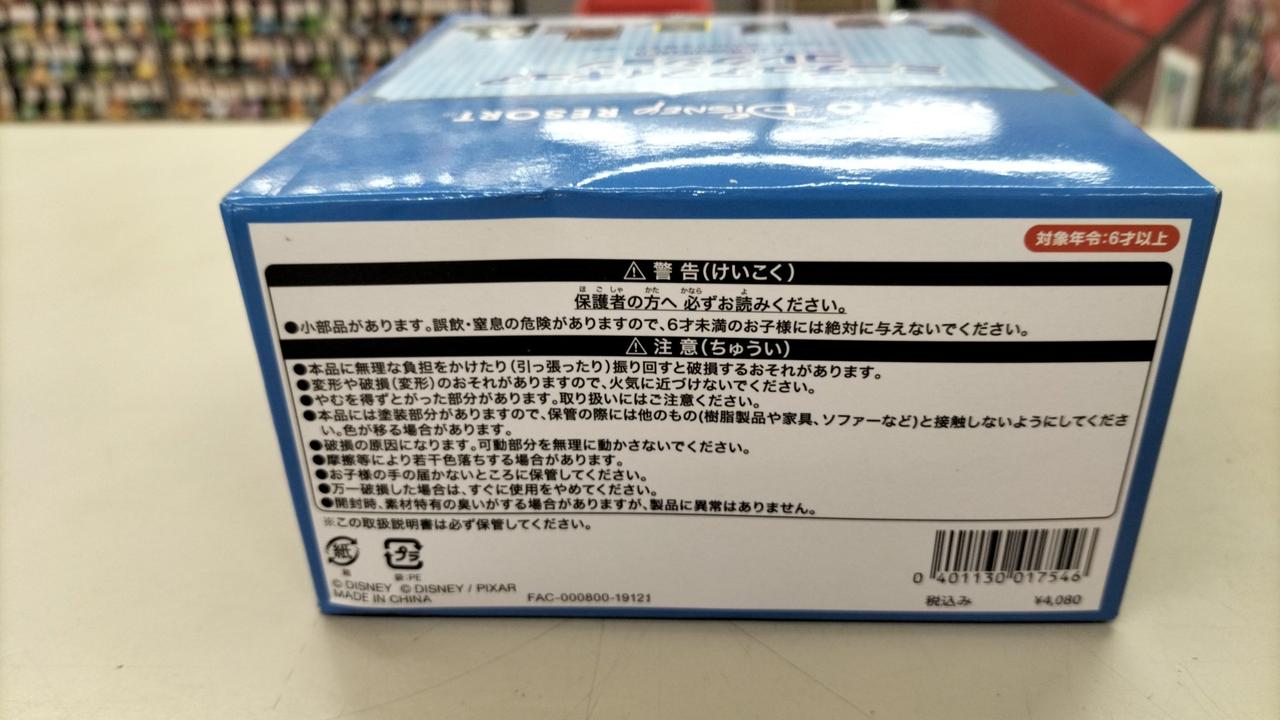 TOKYO DISNEY RESORT
対象年令:6才以上
⚠ 警 告(けいこく)
保護者の方へ 必ずお読みください。
●小部品があります。誤飲・窒息の危険がありますので、6才未満のお子様には絶対に与えないでください。
⚠ 注 意(ちゅうい)
●本品に無理な負担をかけたり(引っ張ったり)振り回すと破損するおそれがあります。
●変形や破損(変形)のおそれがありますので、火気に近づけないでください。
●やむを得ずとがった部分があります。取り扱いにはご注意ください。
●本品には塗装部分がありますので、保管の際には他のもの(樹脂製品や家具、ソファーなど)と接触しないようにしてくださ
い。色が移る場合があります。
●破損の原因になります。可動部分を無理に動かさないでください。
●摩擦等により若干色落ちする場合があります。
●お子様の手の届かないところに保管してください。
●万一破損した場合は、すぐに使用をやめてください。
●開封時、素材特有の臭いがする場合がありますが、製品に異常はありません。
※この取扱説明書は必ず保管してください。
紙 プラ
箱 袋:PE
© DISNEY © DISNEY / PIXAR
MADE IN CHINA FAC-000800-19121
0 401130 017546
税込み ¥4,080